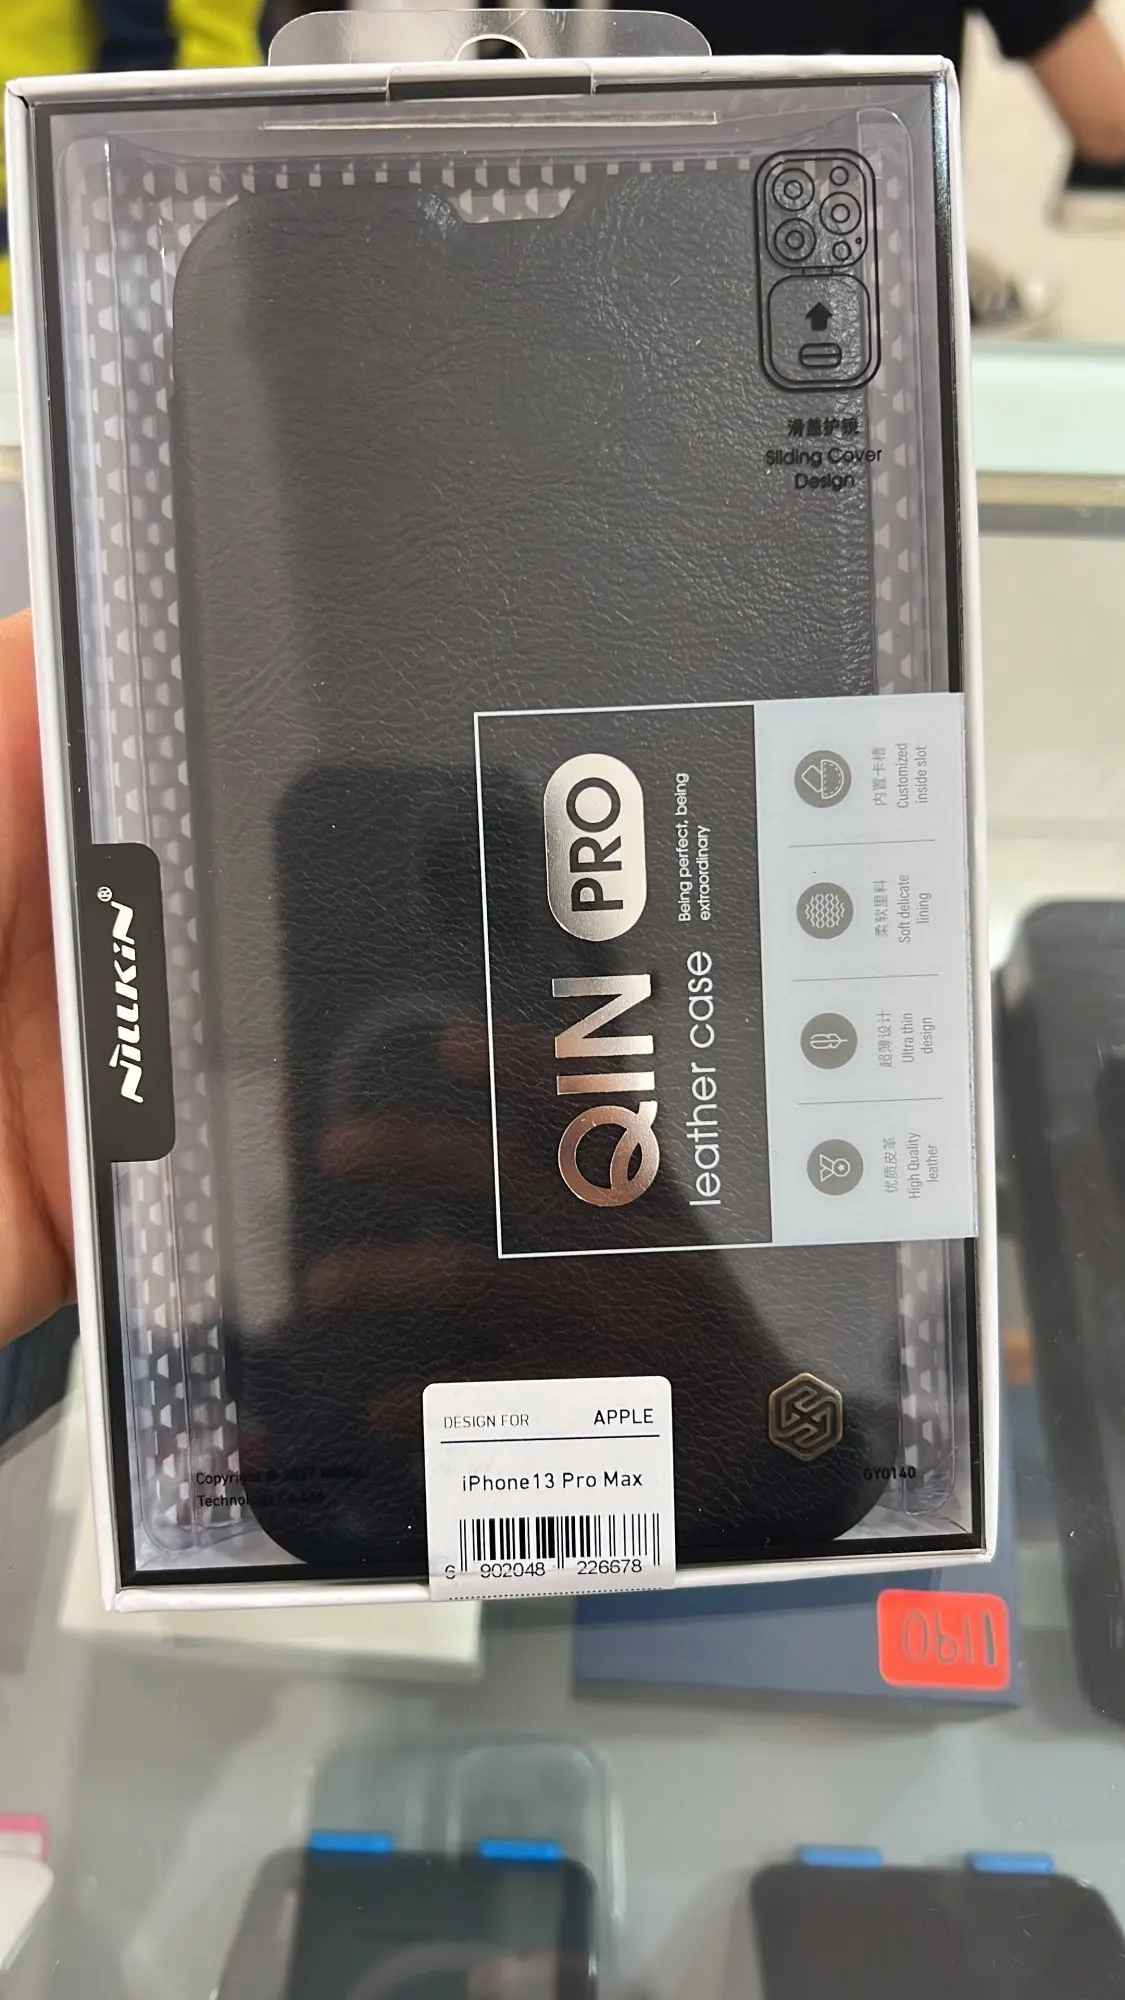 滑盖护镜
Sliding Cover
Design
NILLKIN®
QIN PRO
leather case
Being perfect, being
extraordinary
优质皮革
High Quality
leather
超薄设计
Ultra thin
design
柔软里料
Soft delicate
lining
内置卡槽
Customized
inside slot
DESIGN FOR APPLE
iPhone13 Pro Max
6 902048 226678
Copyright
GY0140
OP11